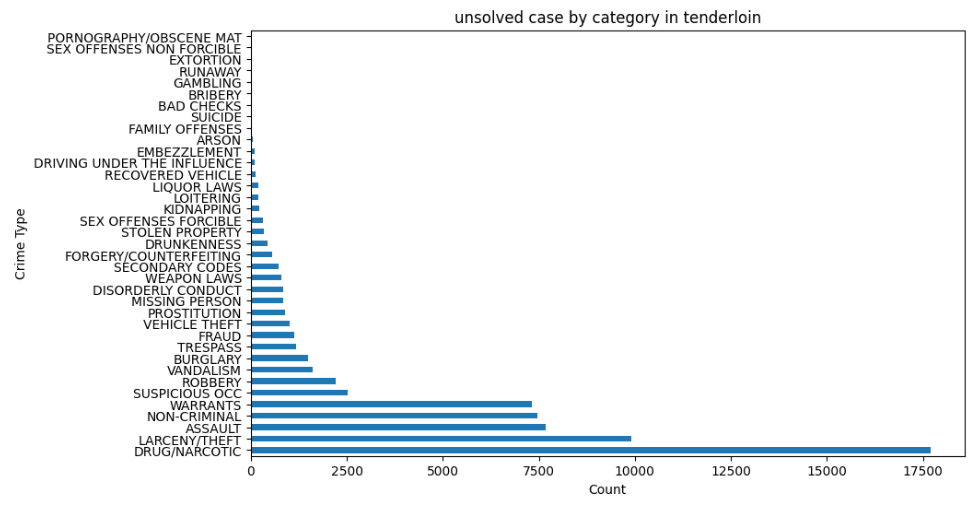 unsolved case by category in tenderloin
PORNOGRAPHY/OBSCENE MAT
SEX OFFENSES NON FORCIBLE
EXTORTION
RUNAWAY
GAMBLING
BRIBERY
BAD CHECKS
SUICIDE
FAMILY OFFENSES
ARSON
EMBEZZLEMENT
DRIVING UNDER THE INFLUENCE
RECOVERED VEHICLE
LIQUOR LAWS
LOITERING
KIDNAPPING
SEX OFFENSES FORCIBLE
STOLEN PROPERTY
DRUNKENNESS
FORGERY/COUNTERFEITING
SECONDARY CODES
WEAPON LAWS
DISORDERLY CONDUCT
MISSING PERSON
PROSTITUTION
VEHICLE THEFT
FRAUD
TRESPASS
BURGLARY
VANDALISM
ROBBERY
SUSPICIOUS OCC
WARRANTS
NON-CRIMINAL
ASSAULT
LARCENY/THEFT
DRUG/NARCOTIC
Crime Type
0 2500 5000 7500 10000 12500 15000 17500
Count